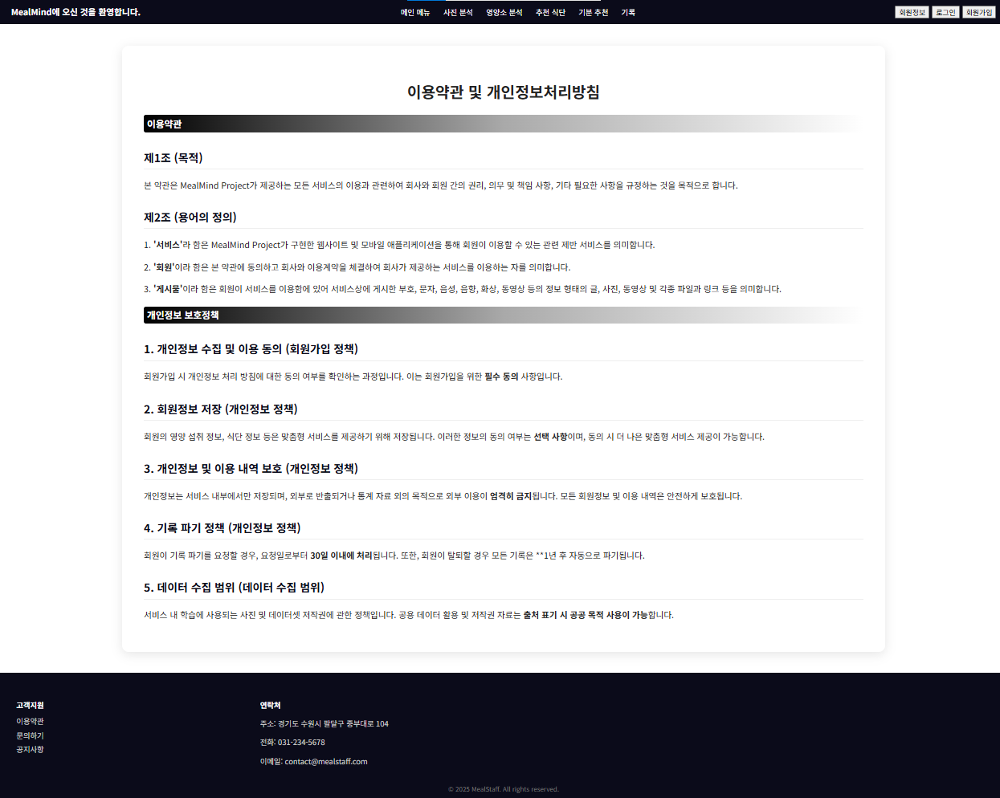 MealMind에 오신 것을 환영합니다.
메인 메뉴 사진 분석 영양소 분석 추천 식단 기분 추천 기록
회원정보 로그인 회원가입
이용약관 및 개인정보처리방침
이용약관
제1조 (목적)
본 약관은 MealMind Project가 제공하는 모든 서비스의 이용과 관련하여 회사와 회원 간의 권리, 의무 및 책임 사항, 기타 필요한 사항을 규정하는 것을 목적으로 합니다.
제2조 (용어의 정의)
1. '서비스'라 함은 MealMind Project가 구현한 웹사이트 및 모바일 애플리케이션을 통해 회원이 이용할 수 있는 관련 제반 서비스를 의미합니다.
2. '회원'이라 함은 본 약관에 동의하고 회사와 이용계약을 체결하여 회사가 제공하는 서비스를 이용하는 자를 의미합니다.
3. '게시물'이라 함은 회원이 서비스를 이용함에 있어 서비스상에 게시한 부호, 문자, 음성, 음향, 화상, 동영상 등의 정보 형태의 글, 사진, 동영상 및 각종 파일과 링크 등을 의미합니다.
개인정보 보호정책
1. 개인정보 수집 및 이용 동의 (회원가입 정책)
회원가입 시 개인정보 처리 방침에 대한 동의 여부를 확인하는 과정입니다. 이는 회원가입을 위한 필수 동의 사항입니다.
2. 회원정보 저장 (개인정보 정책)
회원의 영양 섭취 정보, 식단 정보 등은 맞춤형 서비스를 제공하기 위해 저장됩니다. 이러한 정보의 동의 여부는 선택 사항이며, 동의 시 더 나은 맞춤형 서비스 제공이 가능합니다.
3. 개인정보 및 이용 내역 보호 (개인정보 정책)
개인정보는 서비스 내부에서만 저장되며, 외부로 반출되거나 통계 자료 외의 목적으로 외부 이용이 엄격히 금지됩니다. 모든 회원정보 및 이용 내역은 안전하게 보호됩니다.
4. 기록 파기 정책 (개인정보 정책)
회원이 기록 파기를 요청할 경우, 요청일로부터 30일 이내에 처리됩니다. 또한, 회원이 탈퇴할 경우 모든 기록은 **1년 후 자동으로 파기됩니다.
5. 데이터 수집 범위 (데이터 수집 범위)
서비스 내 학습에 사용되는 사진 및 데이터셋 저작권에 관한 정책입니다. 공용 데이터 활용 및 저작권 자료는 출처 표기 시 공공 목적 사용이 가능합니다.
고객지원
이용약관
문의하기
공지사항
연락처
주소: 경기도 수원시 팔달구 중부대로 104
전화: 031-234-5678
이메일: contact@mealstaff.com
© 2025 MealStaff. All rights reserved.